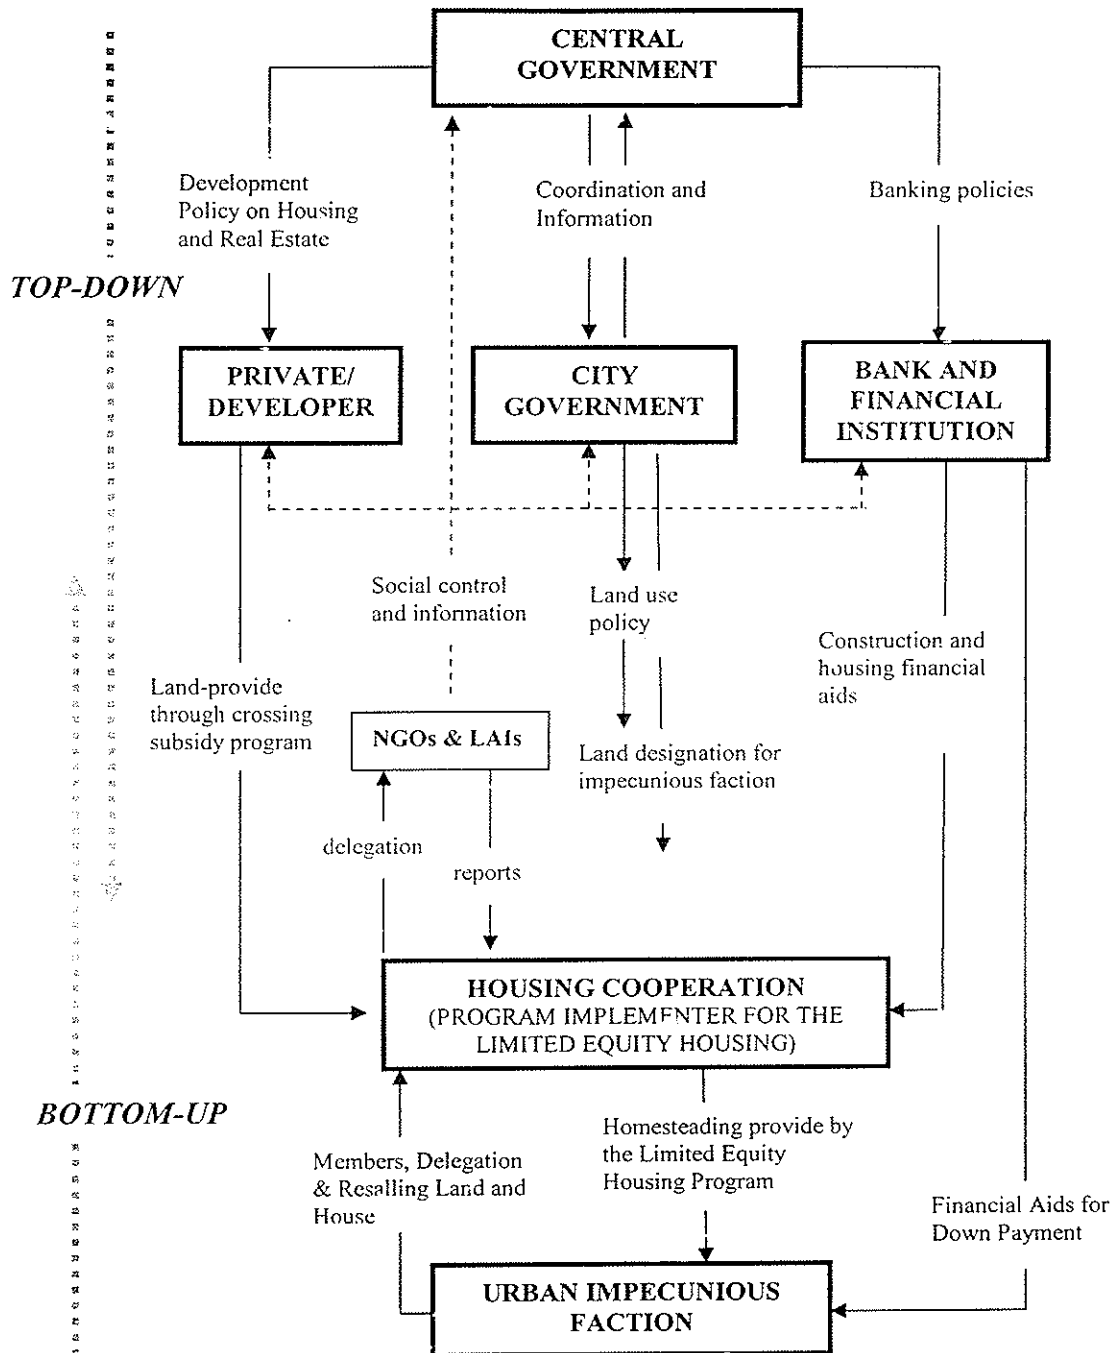 CENTRAL
GOVERNMENT
Development
Policy on Housing
and Real Estate
Coordination and
Information
Banking policies
TOP-DOWN
PRIVATE/
DEVELOPER
CITY
GOVERNMENT
BANK AND
FINANCIAL
INSTITUTION
Social control
and information
Land use
policy
Construction and
housing financial
aids
Land-provide
through crossing
subsidy program
NGOs & LAIs
Land designation for
impecunious faction
delegation
reports
HOUSING COOPERATION
(PROGRAM IMPLEMENTER FOR THE
LIMITED EQUITY HOUSING)
BOTTOM-UP
Members, Delegation
& Resalling Land and
House
Homesteading provide by
the Limited Equity
Housing Program
Financial Aids for
Down Payment
URBAN IMPECUNIOUS
FACTION